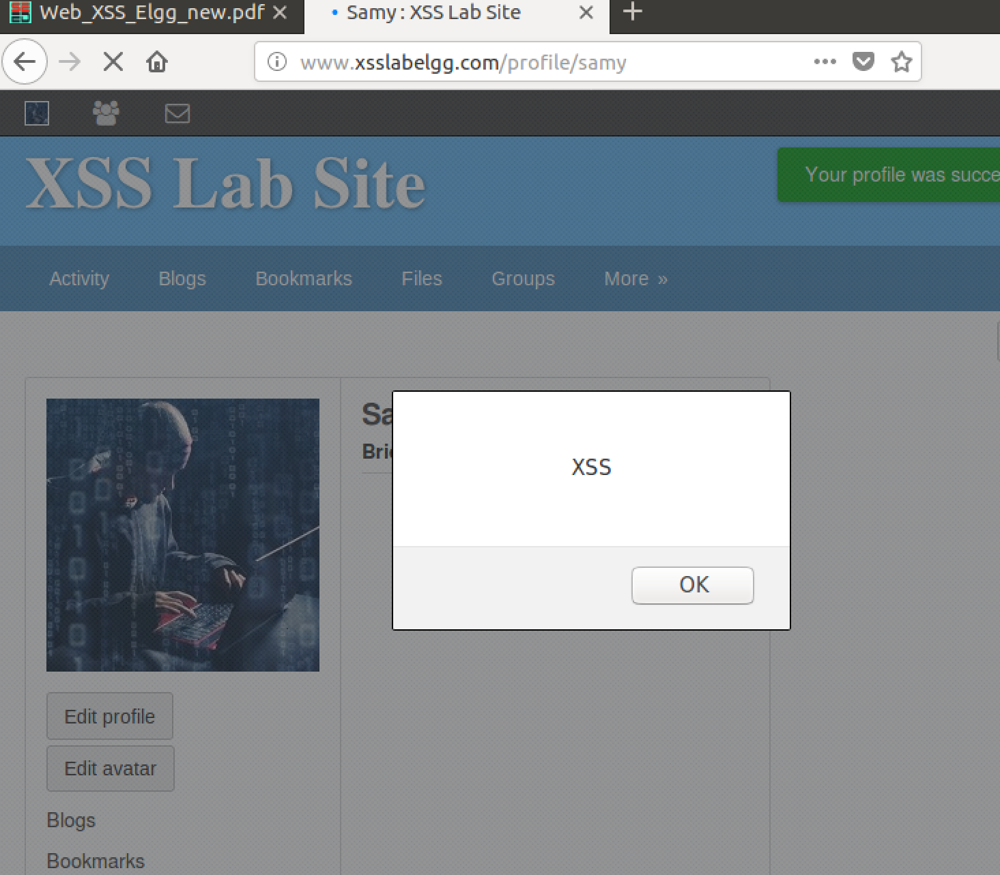 Web_XSS_Elgg_new.pdf
Samy : XSS Lab Site
www.xsslabelgg.com/profile/samy
XSS Lab Site
Your profile was succe
Activity Blogs Bookmarks Files Groups More »
Sa
Brie
XSS
OK
Edit profile
Edit avatar
Blogs
Bookmarks